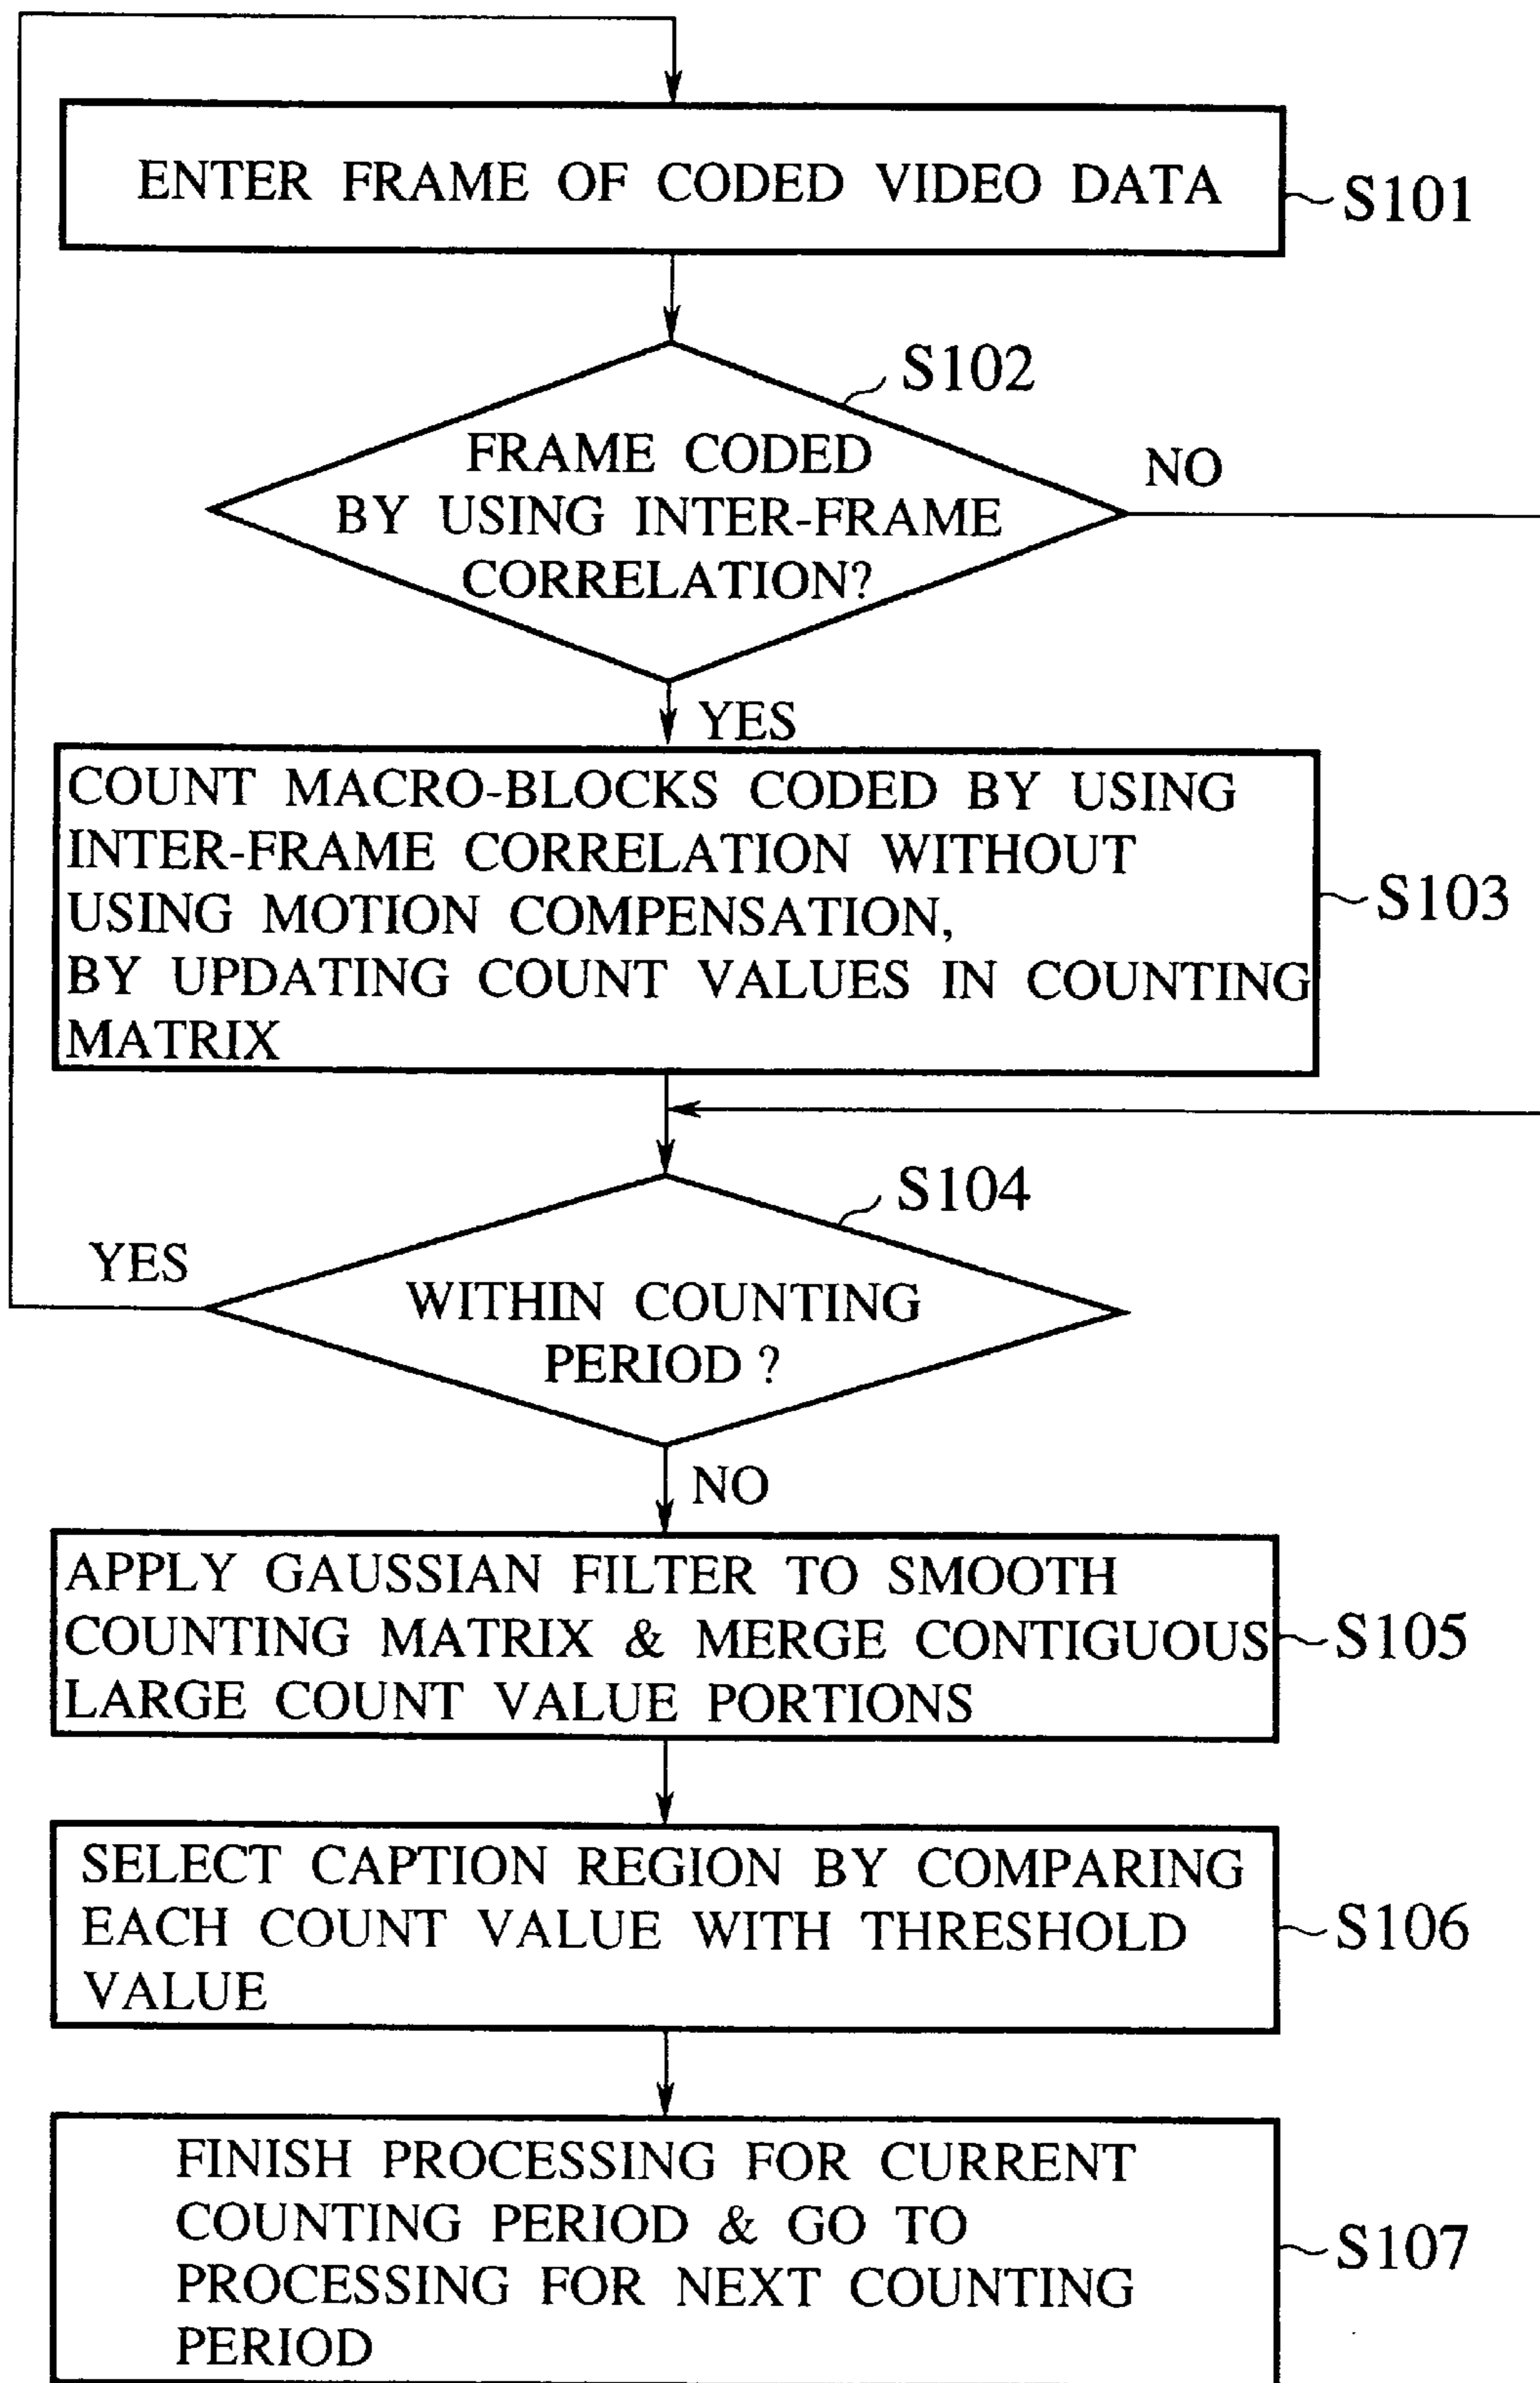 ENTER FRAME OF CODED VIDEO DATA
S101
S102
FRAME CODED
BY USING INTER-FRAME
CORRELATION?
NO
YES
COUNT MACRO-BLOCKS CODED BY USING
INTER-FRAME CORRELATION WITHOUT
USING MOTION COMPENSATION,
BY UPDATING COUNT VALUES IN COUNTING
MATRIX
S103
S104
YES
WITHIN COUNTING
PERIOD ?
NO
APPLY GAUSSIAN FILTER TO SMOOTH
COUNTING MATRIX & MERGE CONTIGUOUS
LARGE COUNT VALUE PORTIONS
S105
SELECT CAPTION REGION BY COMPARING
EACH COUNT VALUE WITH THRESHOLD
VALUE
S106
FINISH PROCESSING FOR CURRENT
COUNTING PERIOD & GO TO
PROCESSING FOR NEXT COUNTING
PERIOD
S107